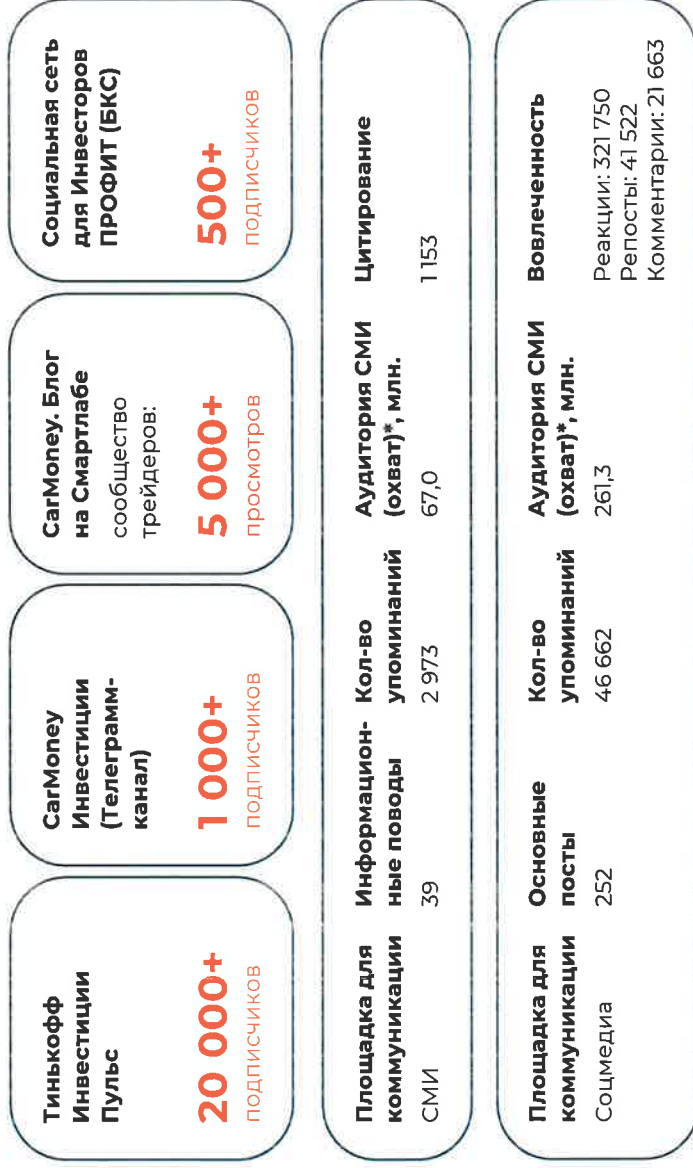 Тинькофф
Инвестиции
Пульс
20 000+
подписчиков
CarMoney
Инвестиции
(Телеграмм-
канал)
1 000+
подписчиков
CarMoney. Блог
на Смартлабе
сообщество
трейдеров:
5 000+
просмотров
Социальная сеть
для Инвесторов
ПРОФИТ (БКС)
500+
подписчиков
Площадка для
коммуникации
СМИ
Информацион-
ные поводы
39
Кол-во
упоминаний
2 973
Аудитория СМИ
(охват)*, млн.
67,0
Цитирование
1 153
Площадка для
коммуникации
Соцмедиа
Основные
посты
252
Кол-во
упоминаний
46 662
Аудитория СМИ
(охват)*, млн.
261,3
Вовлеченность
Реакции: 321 750
Репосты: 41 522
Комментарии: 21 663